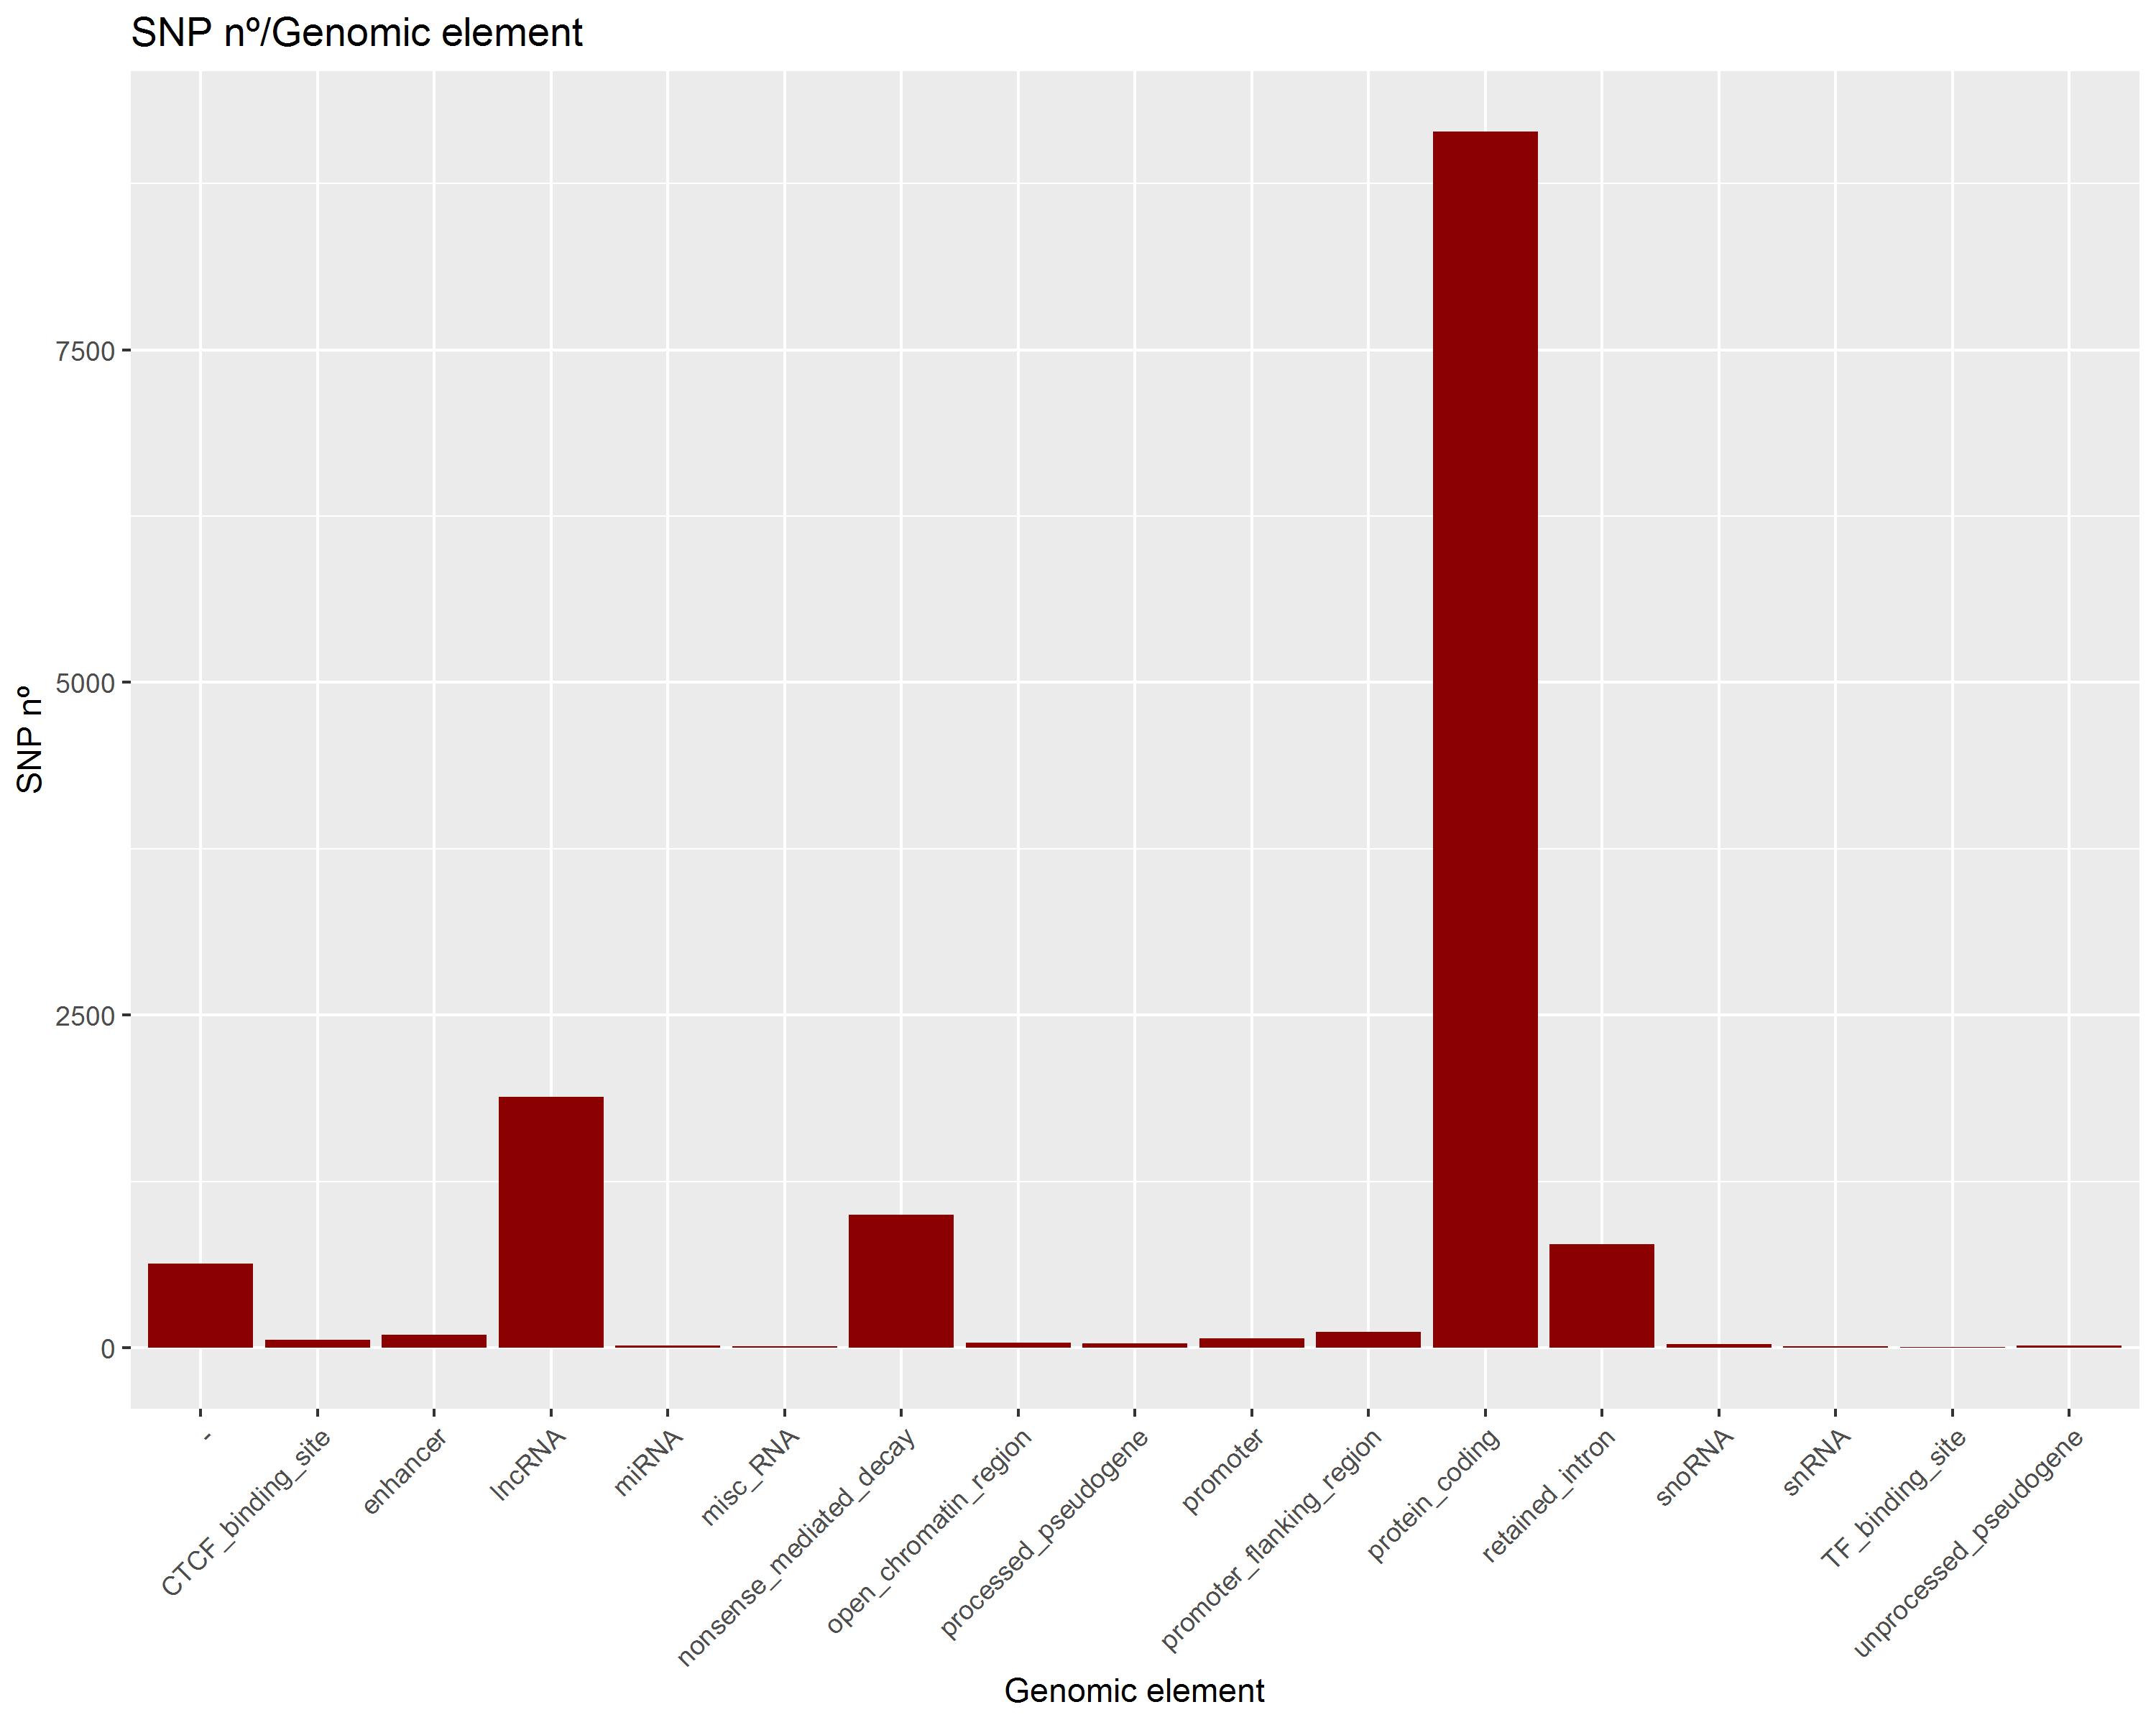 SNP nº/Genomic element
SNP nº
7500
5000
2500
0
-
CTCF_binding_site
enhancer
lncRNA
miRNA
misc_RNA
nonsense_mediated_decay
open_chromatin_region
processed_pseudogene
promoter
promoter_flanking_region
protein_coding
retained_intron
snoRNA
snRNA
TF_binding_site
unprocessed_pseudogene
Genomic element